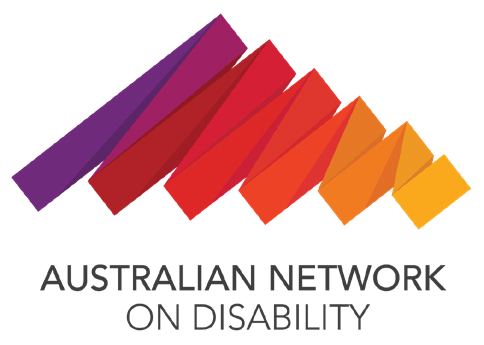 AUSTRALIAN NETWORK
ON DISABILITY